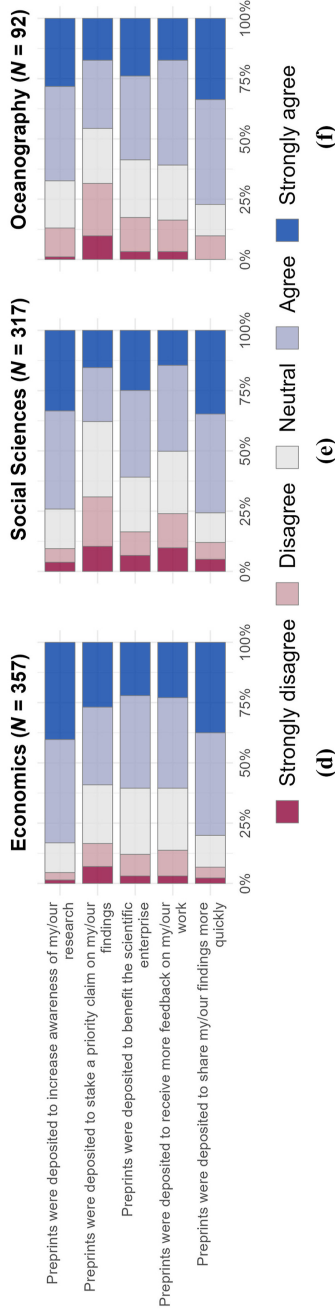 Economics (N = 357)
Social Sciences (N = 317)
Oceanography (N = 92)
Preprints were deposited to increase awareness of my/our
research
Preprints were deposited to stake a priority claim on my/our
findings
Preprints were deposited to benefit the scientific
enterprise
Preprints were deposited to receive more feedback on my/our
work
Preprints were deposited to share my/our findings more
quickly
0% 25% 50% 75% 100%
0% 25% 50% 75% 100%
0% 25% 50% 75% 100%
Strongly disagree Disagree Neutral Agree Strongly agree
(d) (e) (f)